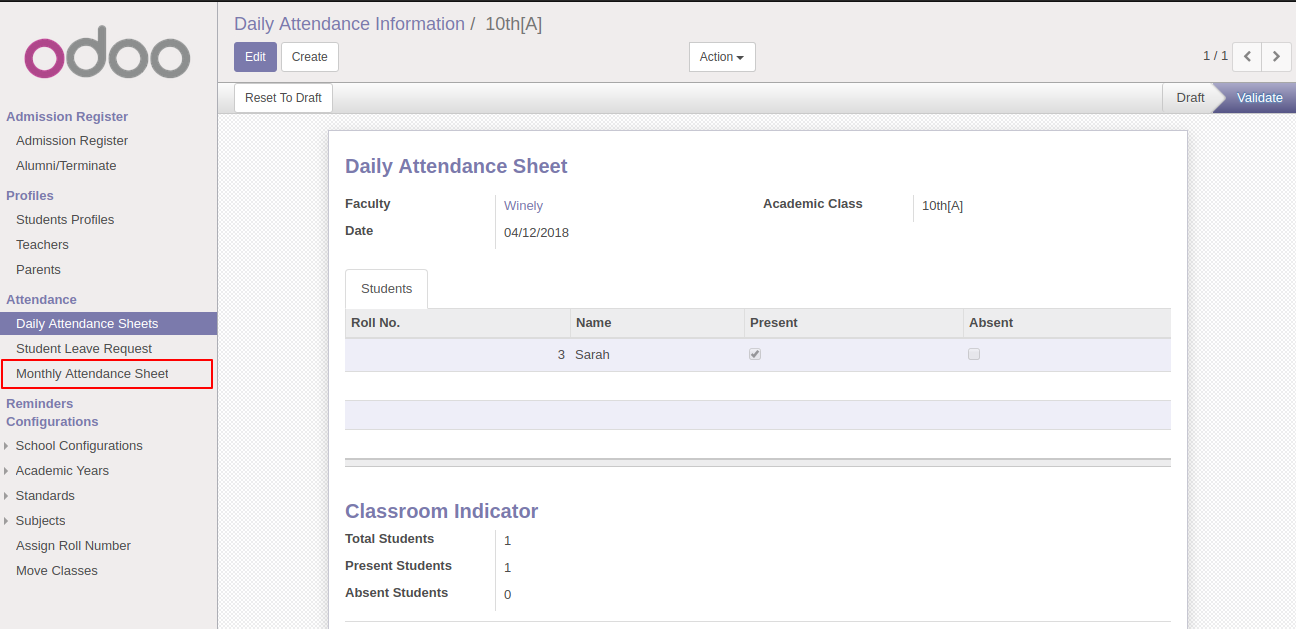 odoo
Admission Register
Admission Register
Alumni/Terminate
Profiles
Students Profiles
Teachers
Parents
Attendance
Daily Attendance Sheets
Student Leave Request
Monthly Attendance Sheet
Reminders
Configurations
School Configurations
Academic Years
Standards
Subjects
Assign Roll Number
Move Classes
Daily Attendance Information / 10th[A]
Edit Create Action 1 / 1
Reset To Draft Draft Validate
Daily Attendance Sheet
Faculty Winely Academic Class 10th[A]
Date 04/12/2018
Students
Roll No. Name Present Absent
3 Sarah
Classroom Indicator
Total Students 1
Present Students 1
Absent Students 0